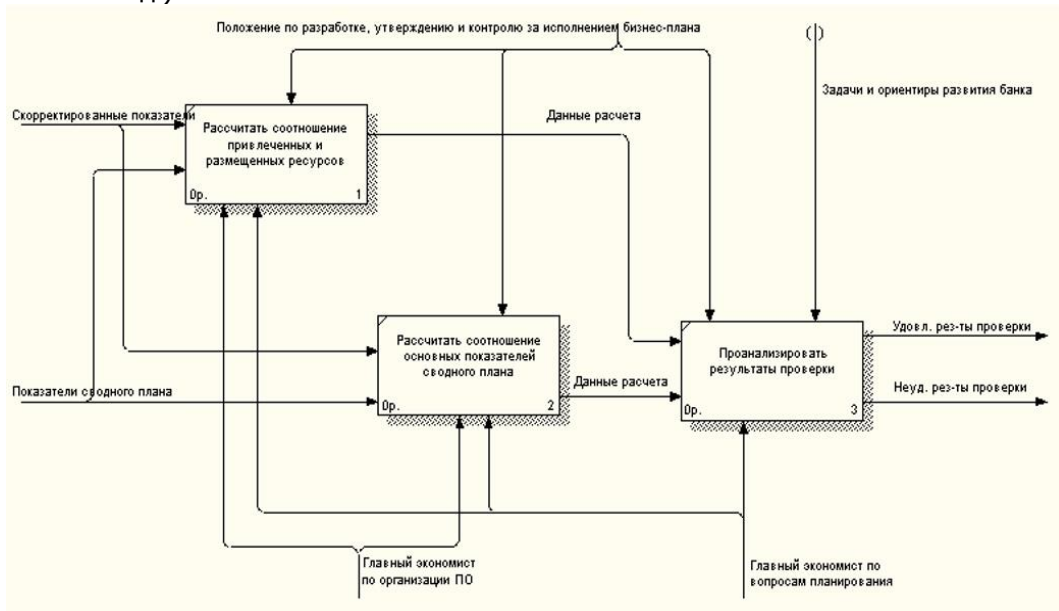 Положение по разработке, утверждению и контролю за исполнением бизнес-плана
( )
Задачи и ориентиры развития банка
Скорректированные показатели
Данные расчета
Рассчитать соотношение
привлеченных и
размещенных ресурсов
0р. 1
Рассчитать соотношение
основных показателей
сводного плана
0р. 2
Удовл. рез-ты проверки
Проанализировать
результаты проверки
0р. 3
Данные расчета
Неуд. рез-ты проверки
Показатели сводного плана
Главный экономист
по организации ПО
Главный экономист по
вопросам планирования